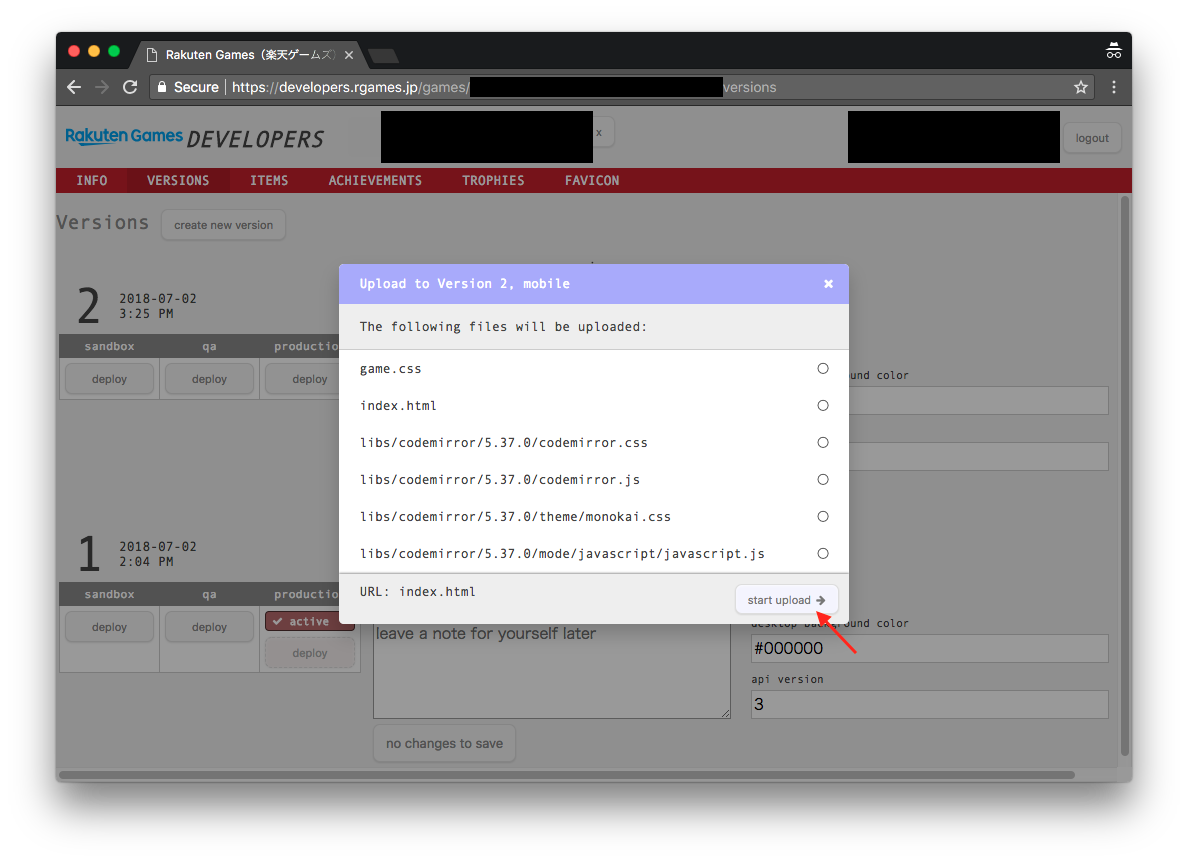 Rakuten Games（楽天ゲームズ）
Secure
https://developers.rgames.jp/games/
versions
Rakuten Games DEVELOPERS
x
logout
INFO
VERSIONS
ITEMS
ACHIEVEMENTS
TROPHIES
FAVICON
Versions
create new version
2
2018-07-02
3:25 PM
sandbox
qa
productio
deploy
deploy
deploy
Upload to Version 2, mobile
The following files will be uploaded:
game.css
index.html
libs/codemirror/5.37.0/codemirror.css
libs/codemirror/5.37.0/codemirror.js
libs/codemirror/5.37.0/theme/monokai.css
libs/codemirror/5.37.0/mode/javascript/javascript.js
URL: index.html
start upload
und color
1
2018-07-02
2:04 PM
sandbox
qa
productio
deploy
deploy
active
deploy
leave a note for yourself later
no changes to save
desktop background color
#000000
api version
3